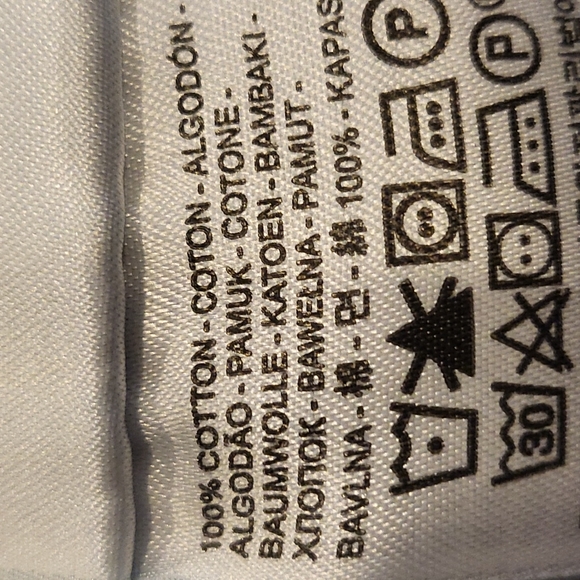 100% COTTON - COTON - ALGODÓN -
ALGODÃO - PAMUK - COTONE -
BAUMWOLLE - KATOEN - BAMBAKI -
ХЛОПОК - BAWEŁNA - PAMUT -
BAVLNA - 棉 - 면 - 綿 100% - KAPAS
P
30 P